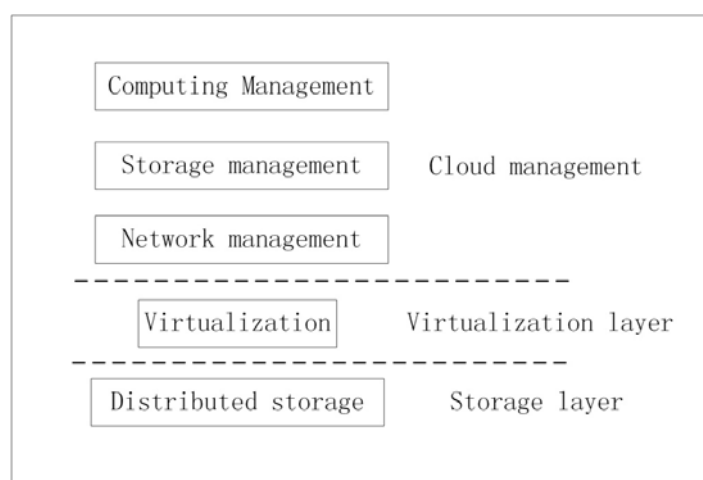 Computing Management
Storage management Cloud management
Network management
Virtualization Virtualization layer
Distributed storage Storage layer